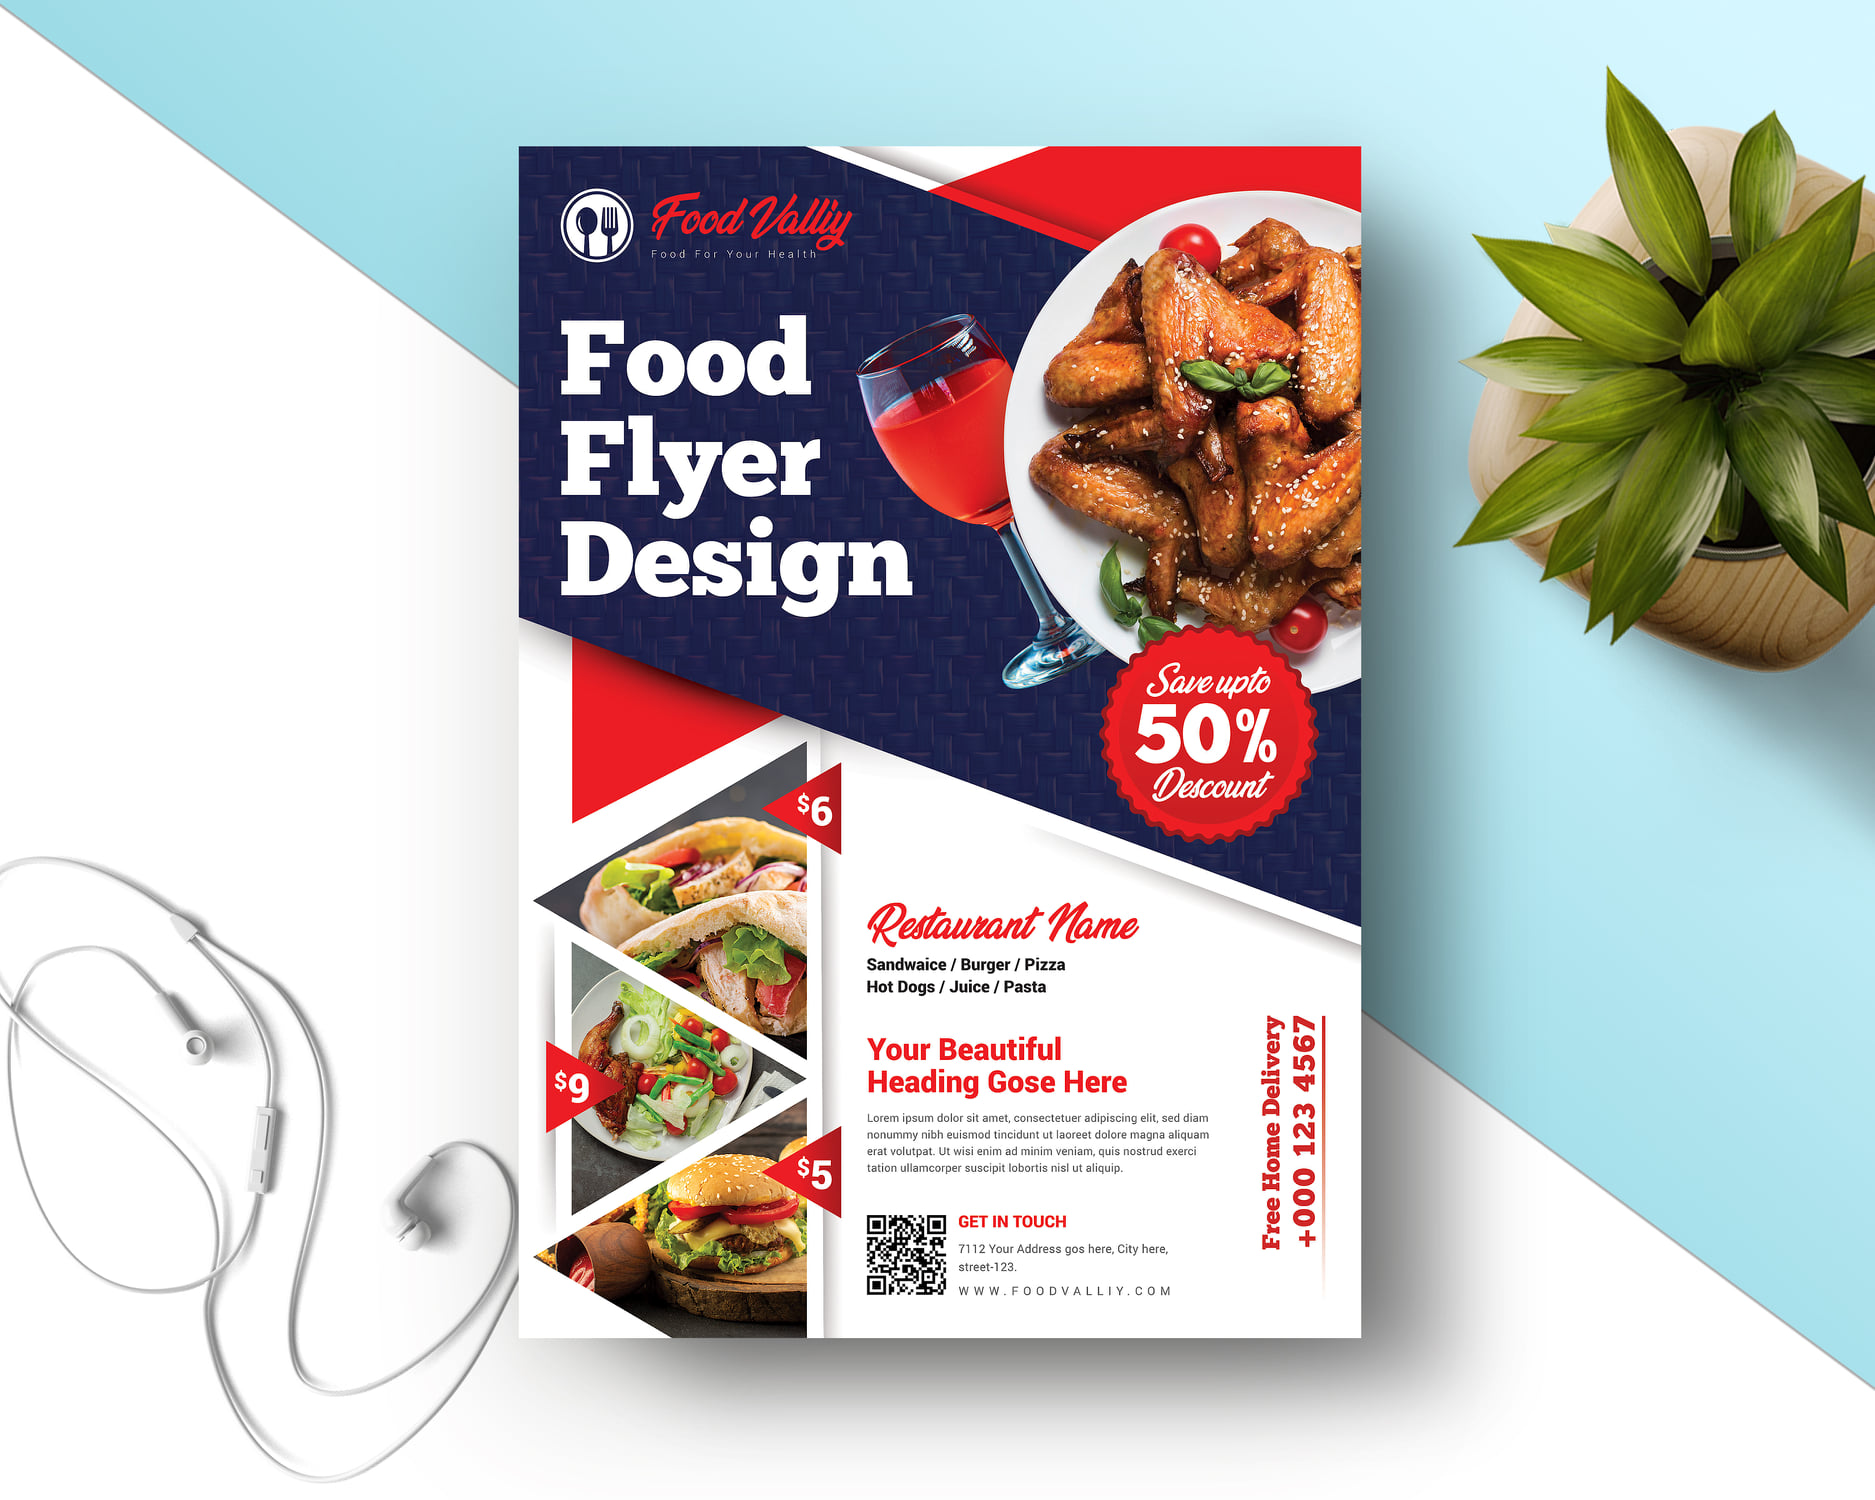 Food Valliy
Food For Your Health
Food
Flyer
Design
Save upto
50%
Descount
$6
$9
$5
Restaurant Name
Sandwaice / Burger / Pizza
Hot Dogs / Juice / Pasta
Your Beautiful
Heading Gose Here
Lorem ipsum dolor sit amet, consectetuer adipiscing elit, sed diam
nonummy nibh euismod tincidunt ut laoreet dolore magna aliquam
erat volutpat. Ut wisi enim ad minim veniam, quis nostrud exerci
tation ullamcorper suscipit lobortis nisl ut aliquip.
GET IN TOUCH
7112 Your Address gos here, City here,
street-123.
WWW.FOODVALLIY.COM
Free Home Delivery
+000 123 4567